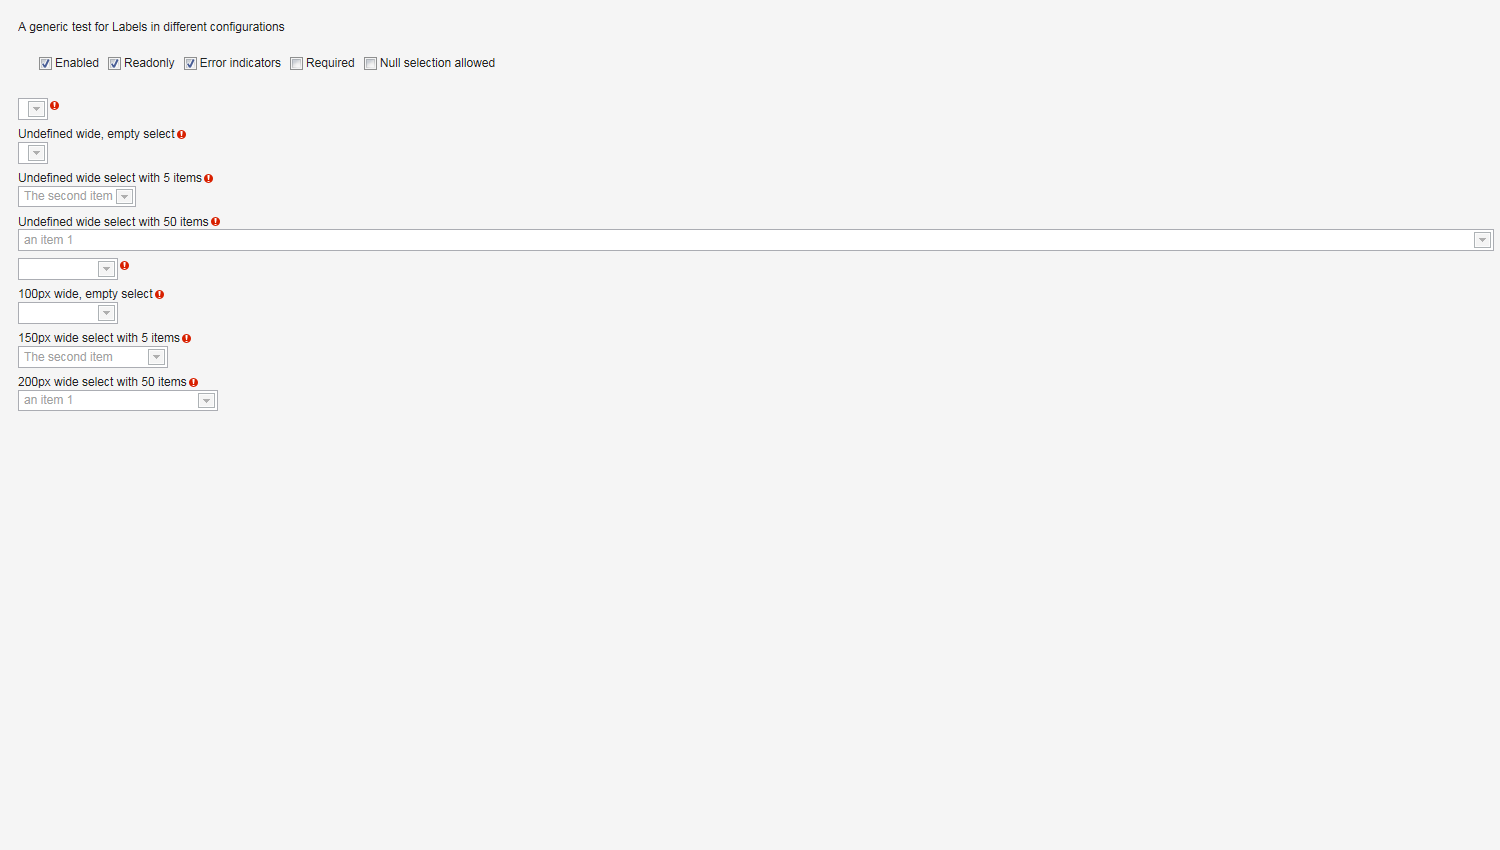 A generic test for Labels in different configurations
Enabled Readonly Error indicators Required Null selection allowed
Undefined wide, empty select
Undefined wide select with 5 items
The second item
Undefined wide select with 50 items
an item 1
100px wide, empty select
150px wide select with 5 items
The second item
200px wide select with 50 items
an item 1